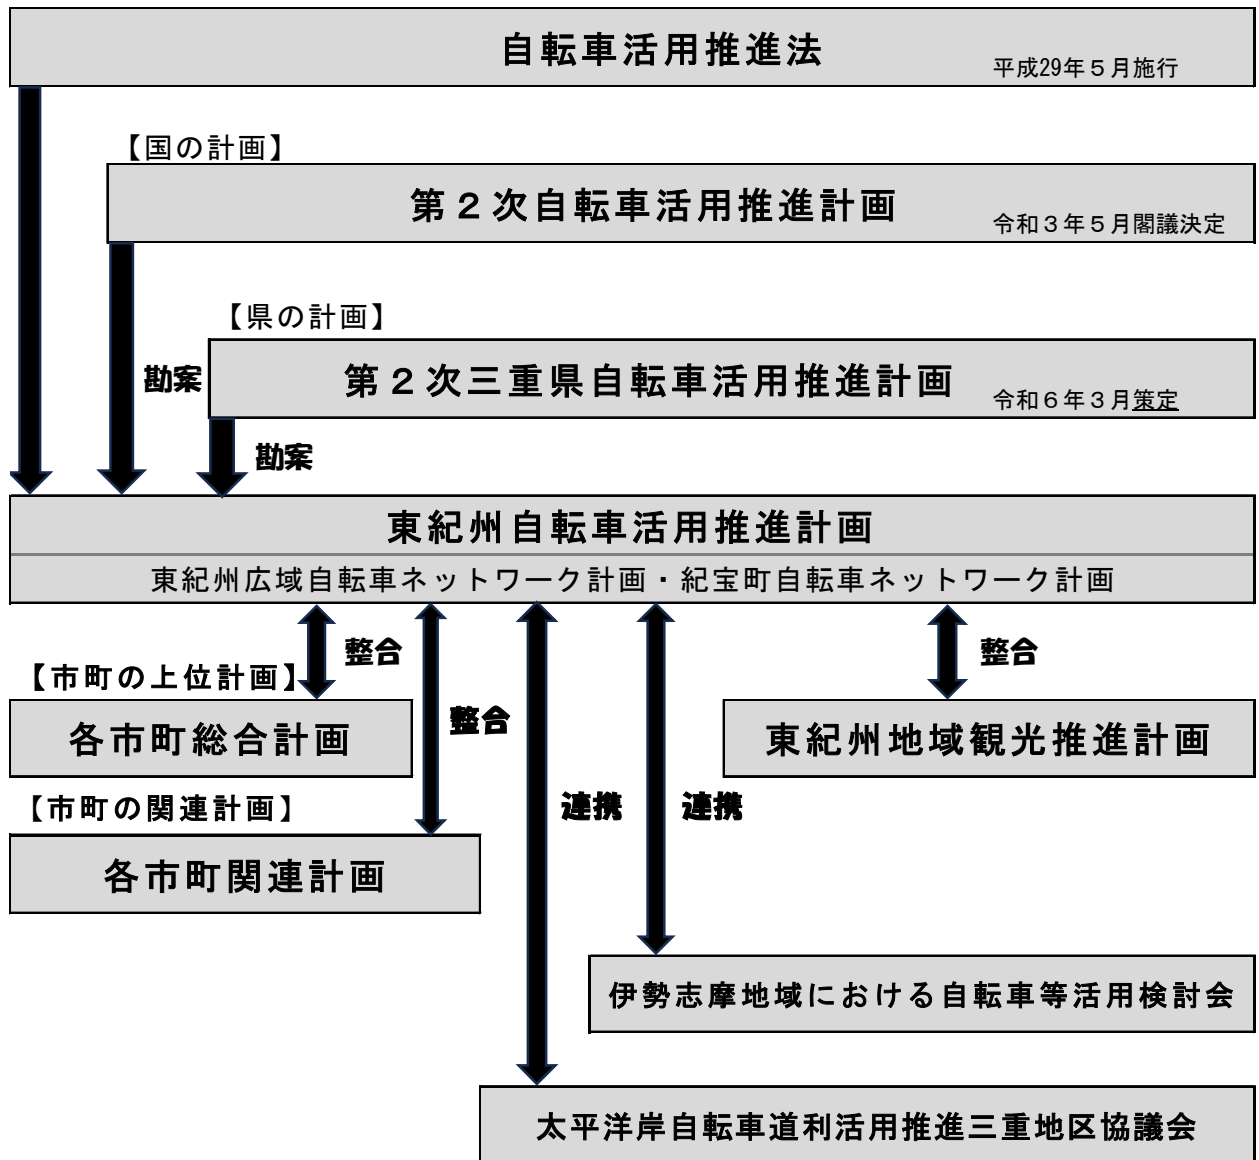 自転車活用推進法
平成29年５月施行
【国の計画】
第２次自転車活用推進計画
令和３年５月閣議決定
【県の計画】
第２次三重県自転車活用推進計画
令和６年３月策定
勘案
勘案
東紀州自転車活用推進計画
東紀州広域自転車ネットワーク計画・紀宝町自転車ネットワーク計画
整合
整合
【市町の上位計画】
各市町総合計画
整合
東紀州地域観光推進計画
【市町の関連計画】
連携
連携
各市町関連計画
伊勢志摩地域における自転車等活用検討会
太平洋岸自転車道利活用推進三重地区協議会